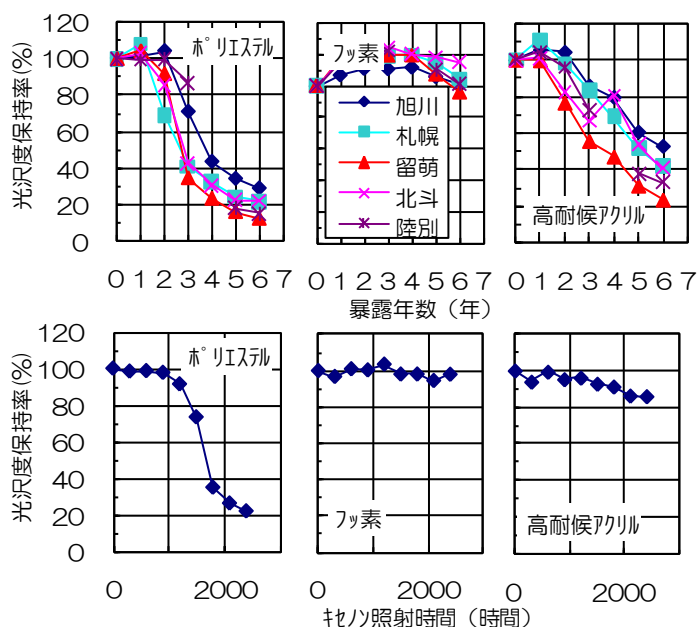 光沢度保持率(%)
120
100
80
60
40
20
0
ﾎﾟﾘｴｽﾃﾙ
フッ素
旭川
札幌
留萌
北斗
陸別
高耐候ｱｸﾘﾙ
0 1 2 3 4 5 6 7
0 1 2 3 4 5 6 7
0 1 2 3 4 5 6 7
暴露年数（年）
光沢度保持率(%)
120
100
80
60
40
20
0
ﾎﾟﾘｴｽﾃﾙ
フッ素
高耐候ｱｸﾘﾙ
0 2000
0 2000
0 2000
ｷｾﾉﾝ照射時間（時間）